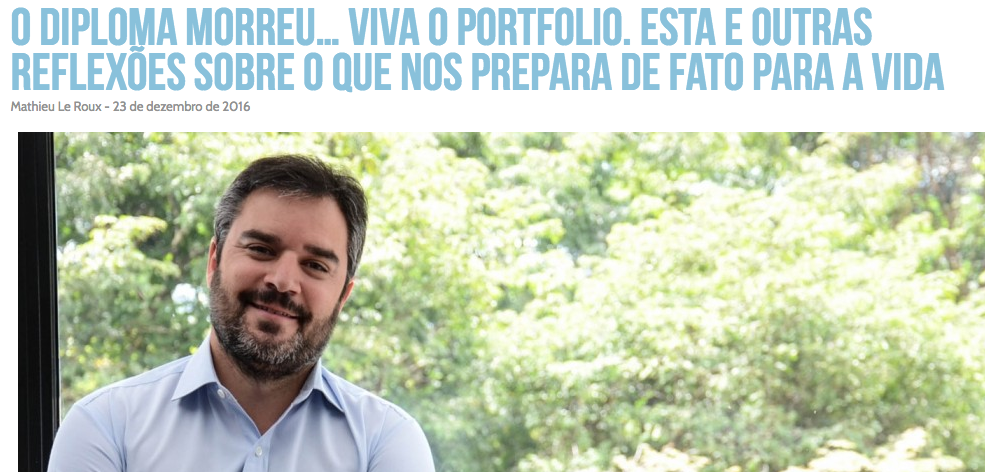 O DIPLOMA MORREU... VIVA O PORTFOLIO. ESTA E OUTRAS
REFLEXÕES SOBRE O QUE NOS PREPARA DE FATO PARA A VIDA
Mathieu Le Roux - 23 de dezembro de 2016